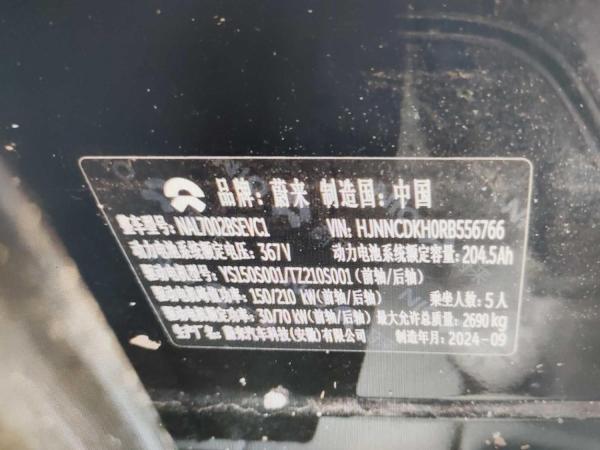 品牌：蔚来 制造国：中国
整车型号：NAL7002BSEVC1 VIN: HJNNCDKH0RB556766
动力电池系统额定电压：367V 动力电池系统额定容量：204.5Ah
驱动电机型号：YS150S001/TZ210S001（前轴/后轴）
驱动电机峰值功率：150/210 kW（前轴/后轴） 乘坐人数：5人
驱动电机额定功率：30/70 kW（前轴/后轴） 最大允许总质量：2690kg
生产厂名：蔚来汽车科技(安徽)有限公司 制造年月：2024-09